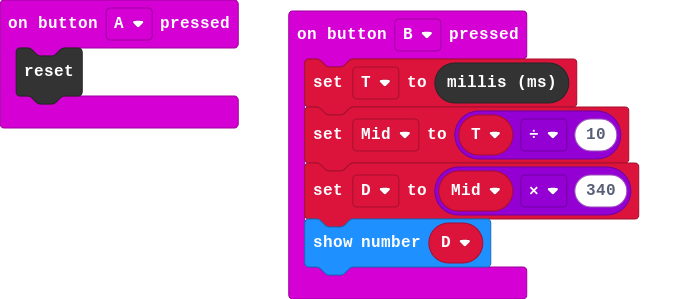 on button A pressed
reset
on button B pressed
set T to millis (ms)
set Mid to T ÷ 10
set D to Mid × 340
show number D